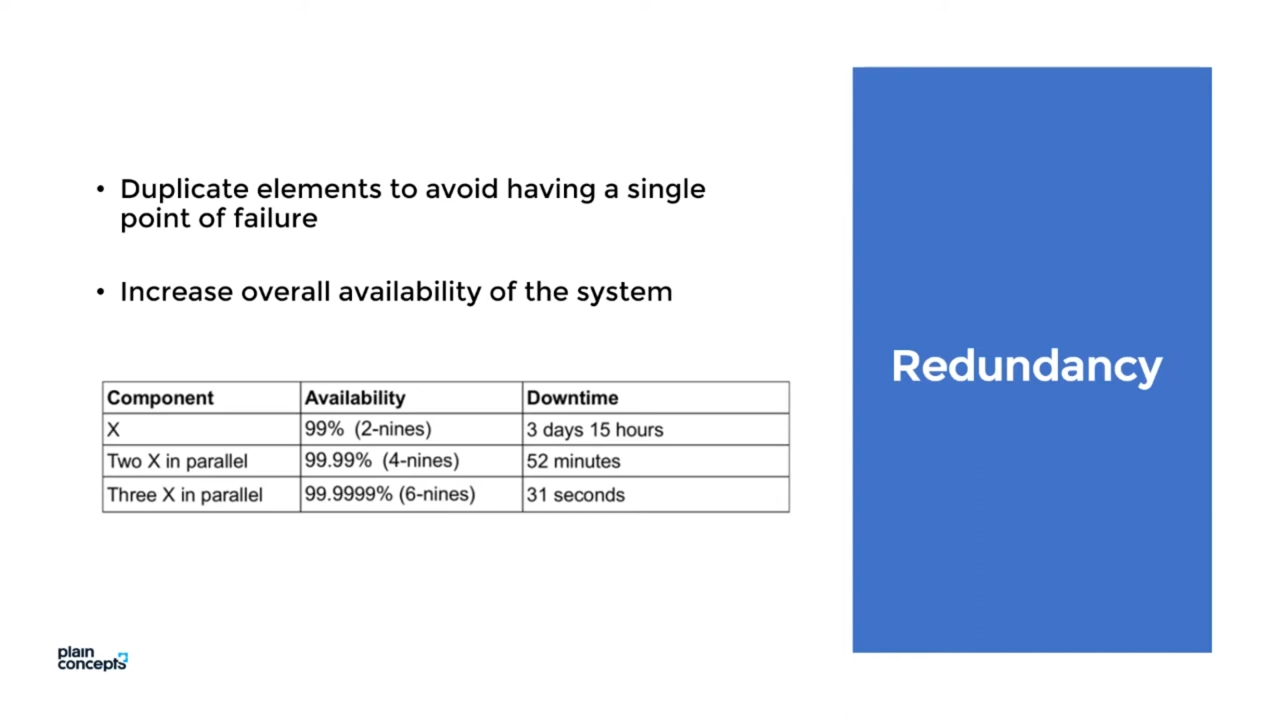 • Duplicate elements to avoid having a single
point of failure
• Increase overall availability of the system
Component Availability Downtime
X 99% (2-nines) 3 days 15 hours
Two X in parallel 99.99% (4-nines) 52 minutes
Three X in parallel 99.9999% (6-nines) 31 seconds
Redundancy
plain
concepts